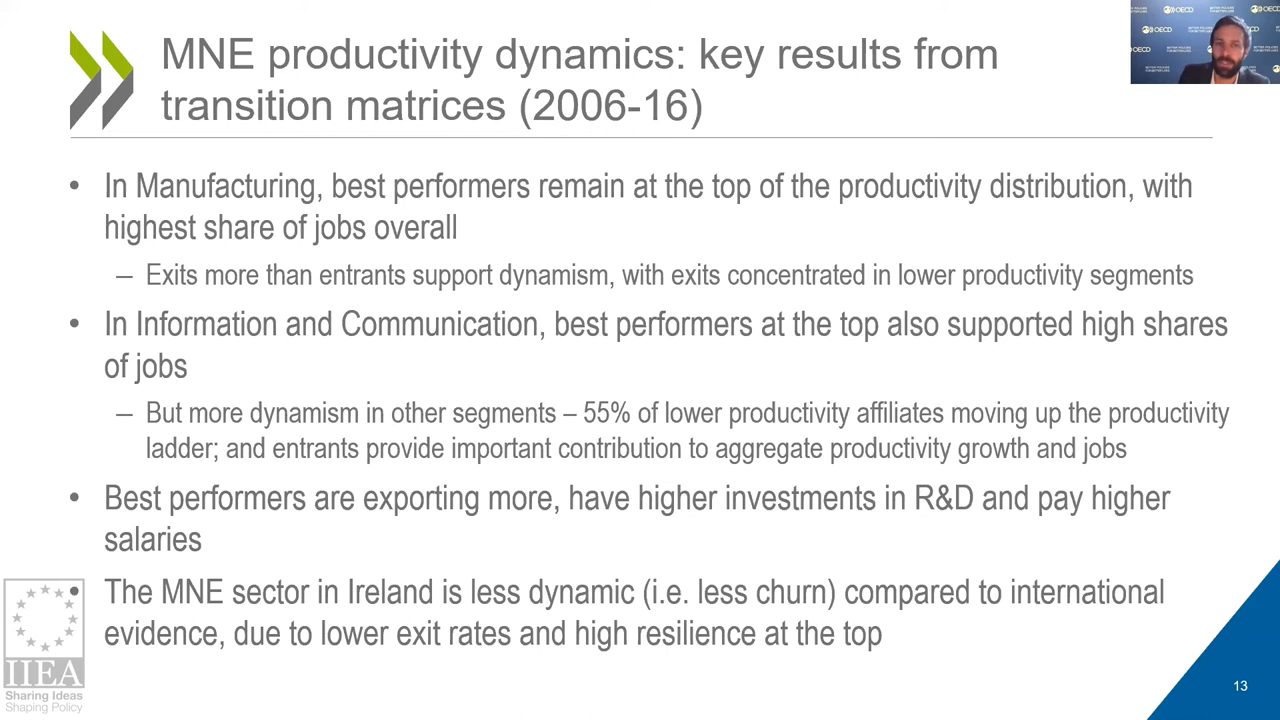 MNE productivity dynamics: key results from
transition matrices (2006-16)
• In Manufacturing, best performers remain at the top of the productivity distribution, with
highest share of jobs overall
– Exits more than entrants support dynamism, with exits concentrated in lower productivity segments
• In Information and Communication, best performers at the top also supported high shares
of jobs
– But more dynamism in other segments – 55% of lower productivity affiliates moving up the productivity
ladder; and entrants provide important contribution to aggregate productivity growth and jobs
• Best performers are exporting more, have higher investments in R&D and pay higher
salaries
• The MNE sector in Ireland is less dynamic (i.e. less churn) compared to international
evidence, due to lower exit rates and high resilience at the top
IIEA
Sharing Ideas
Shaping Policy
13
OECD
OECD
OECD